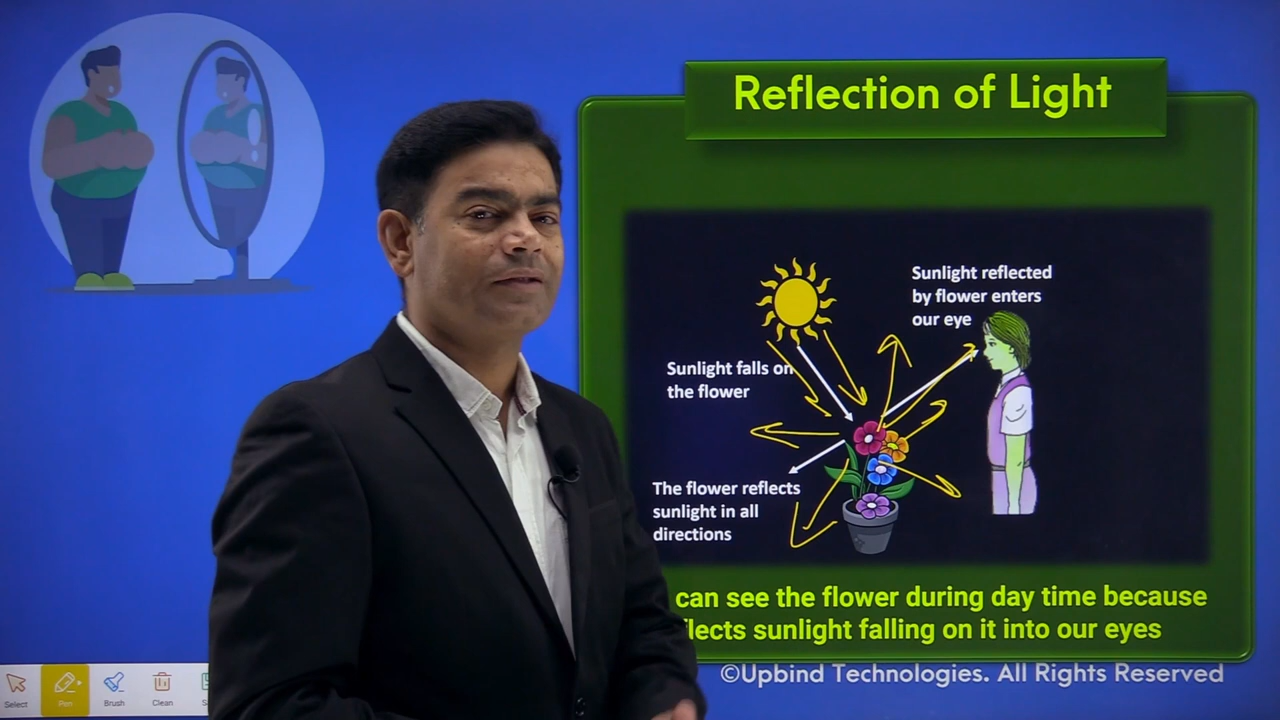 Reflection of Light
Sunlight reflected
by flower enters
our eye
Sunlight falls on
the flower
The flower reflects
sunlight in all
directions
can see the flower during day time because
sunlight falling on it into our eyes
©Upbind Technologies. All Rights Reserved
Select
Pen
Brush
Clean